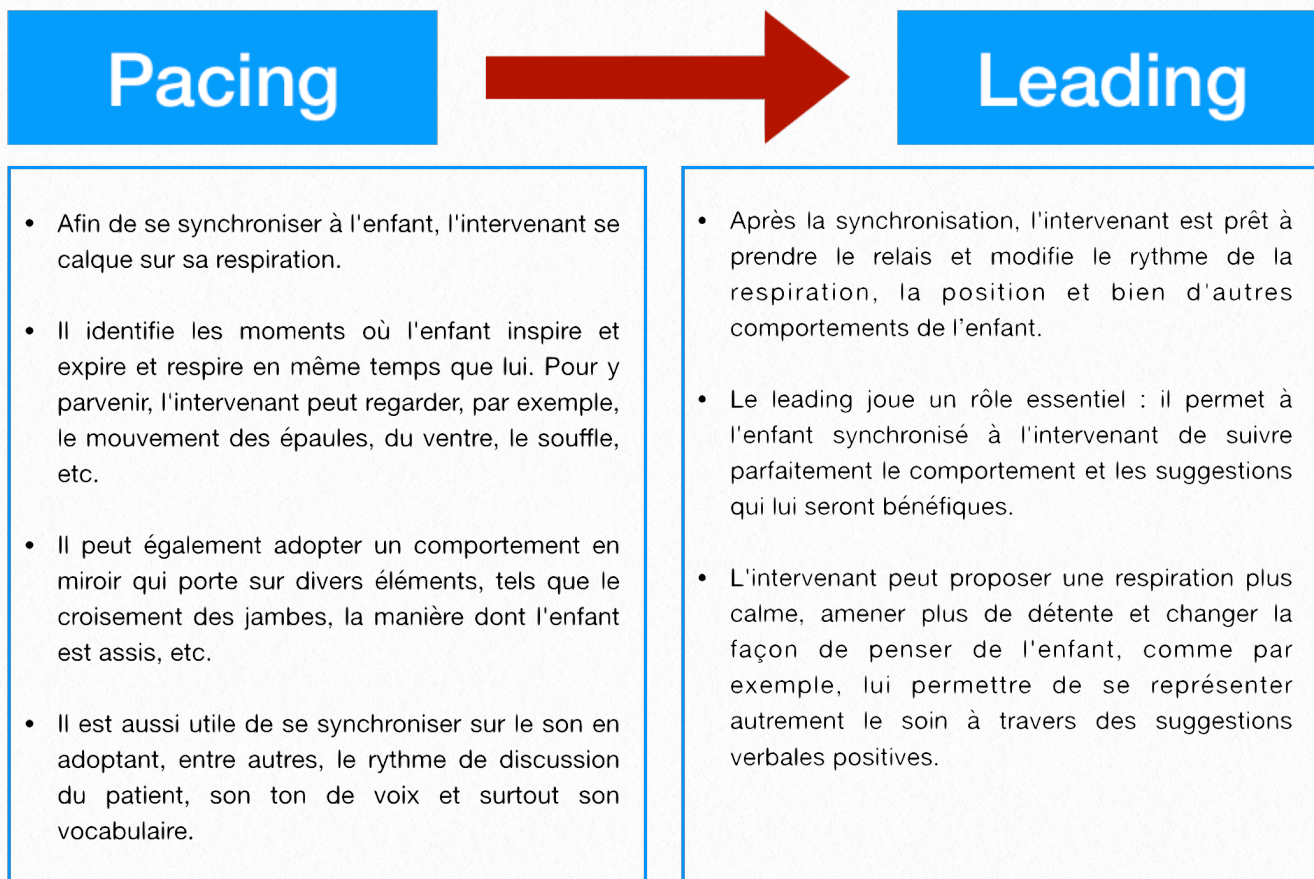 Pacing
Leading
• Afin de se synchroniser à l'enfant, l'intervenant se
calque sur sa respiration.
• Il identifie les moments où l'enfant inspire et
expire et respire en même temps que lui. Pour y
parvenir, l'intervenant peut regarder, par exemple,
le mouvement des épaules, du ventre, le souffle,
etc.
• Il peut également adopter un comportement en
miroir qui porte sur divers éléments, tels que le
croisement des jambes, la manière dont l'enfant
est assis, etc.
• Il est aussi utile de se synchroniser sur le son en
adoptant, entre autres, le rythme de discussion
du patient, son ton de voix et surtout son
vocabulaire.
• Après la synchronisation, l'intervenant est prêt à
prendre le relais et modifie le rythme de la
respiration, la position et bien d'autres
comportements de l'enfant.
• Le leading joue un rôle essentiel : il permet à
l'enfant synchronisé à l'intervenant de suivre
parfaitement le comportement et les suggestions
qui lui seront bénéfiques.
• L'intervenant peut proposer une respiration plus
calme, amener plus de détente et changer la
façon de penser de l'enfant, comme par
exemple, lui permettre de se représenter
autrement le soin à travers des suggestions
verbales positives.